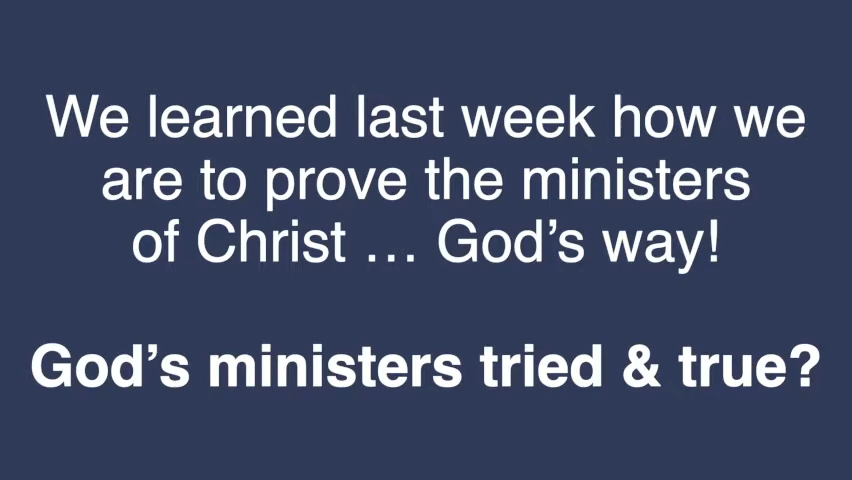 We learned last week how we
are to prove the ministers
of Christ … God’s way!
God’s ministers tried & true?